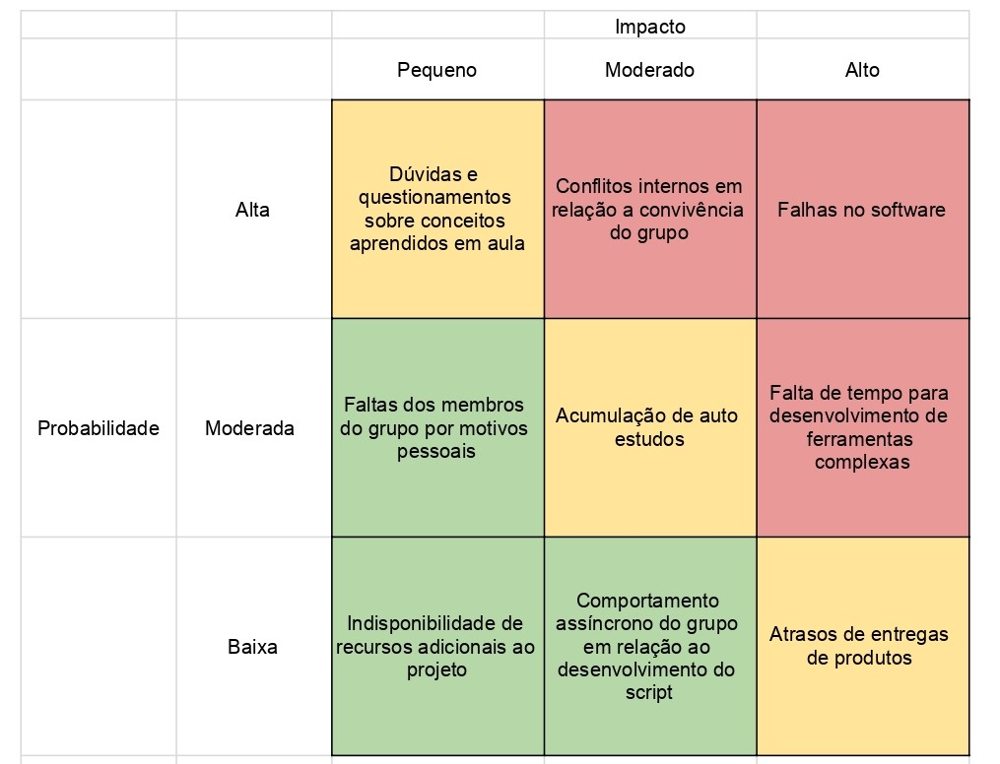 Impacto
Pequeno
Moderado
Alto
Alta
Dúvidas e
questionamentos
sobre conceitos
aprendidos em aula
Conflitos internos em
relação a convivência
do grupo
Falhas no software
Probabilidade
Moderada
Faltas dos membros
do grupo por motivos
pessoais
Acumulação de auto
estudos
Falta de tempo para
desenvolvimento de
ferramentas
complexas
Baixa
Indisponibilidade de
recursos adicionais ao
projeto
Comportamento
assíncrono do grupo
em relação ao
desenvolvimento do
script
Atrasos de entregas
de produtos